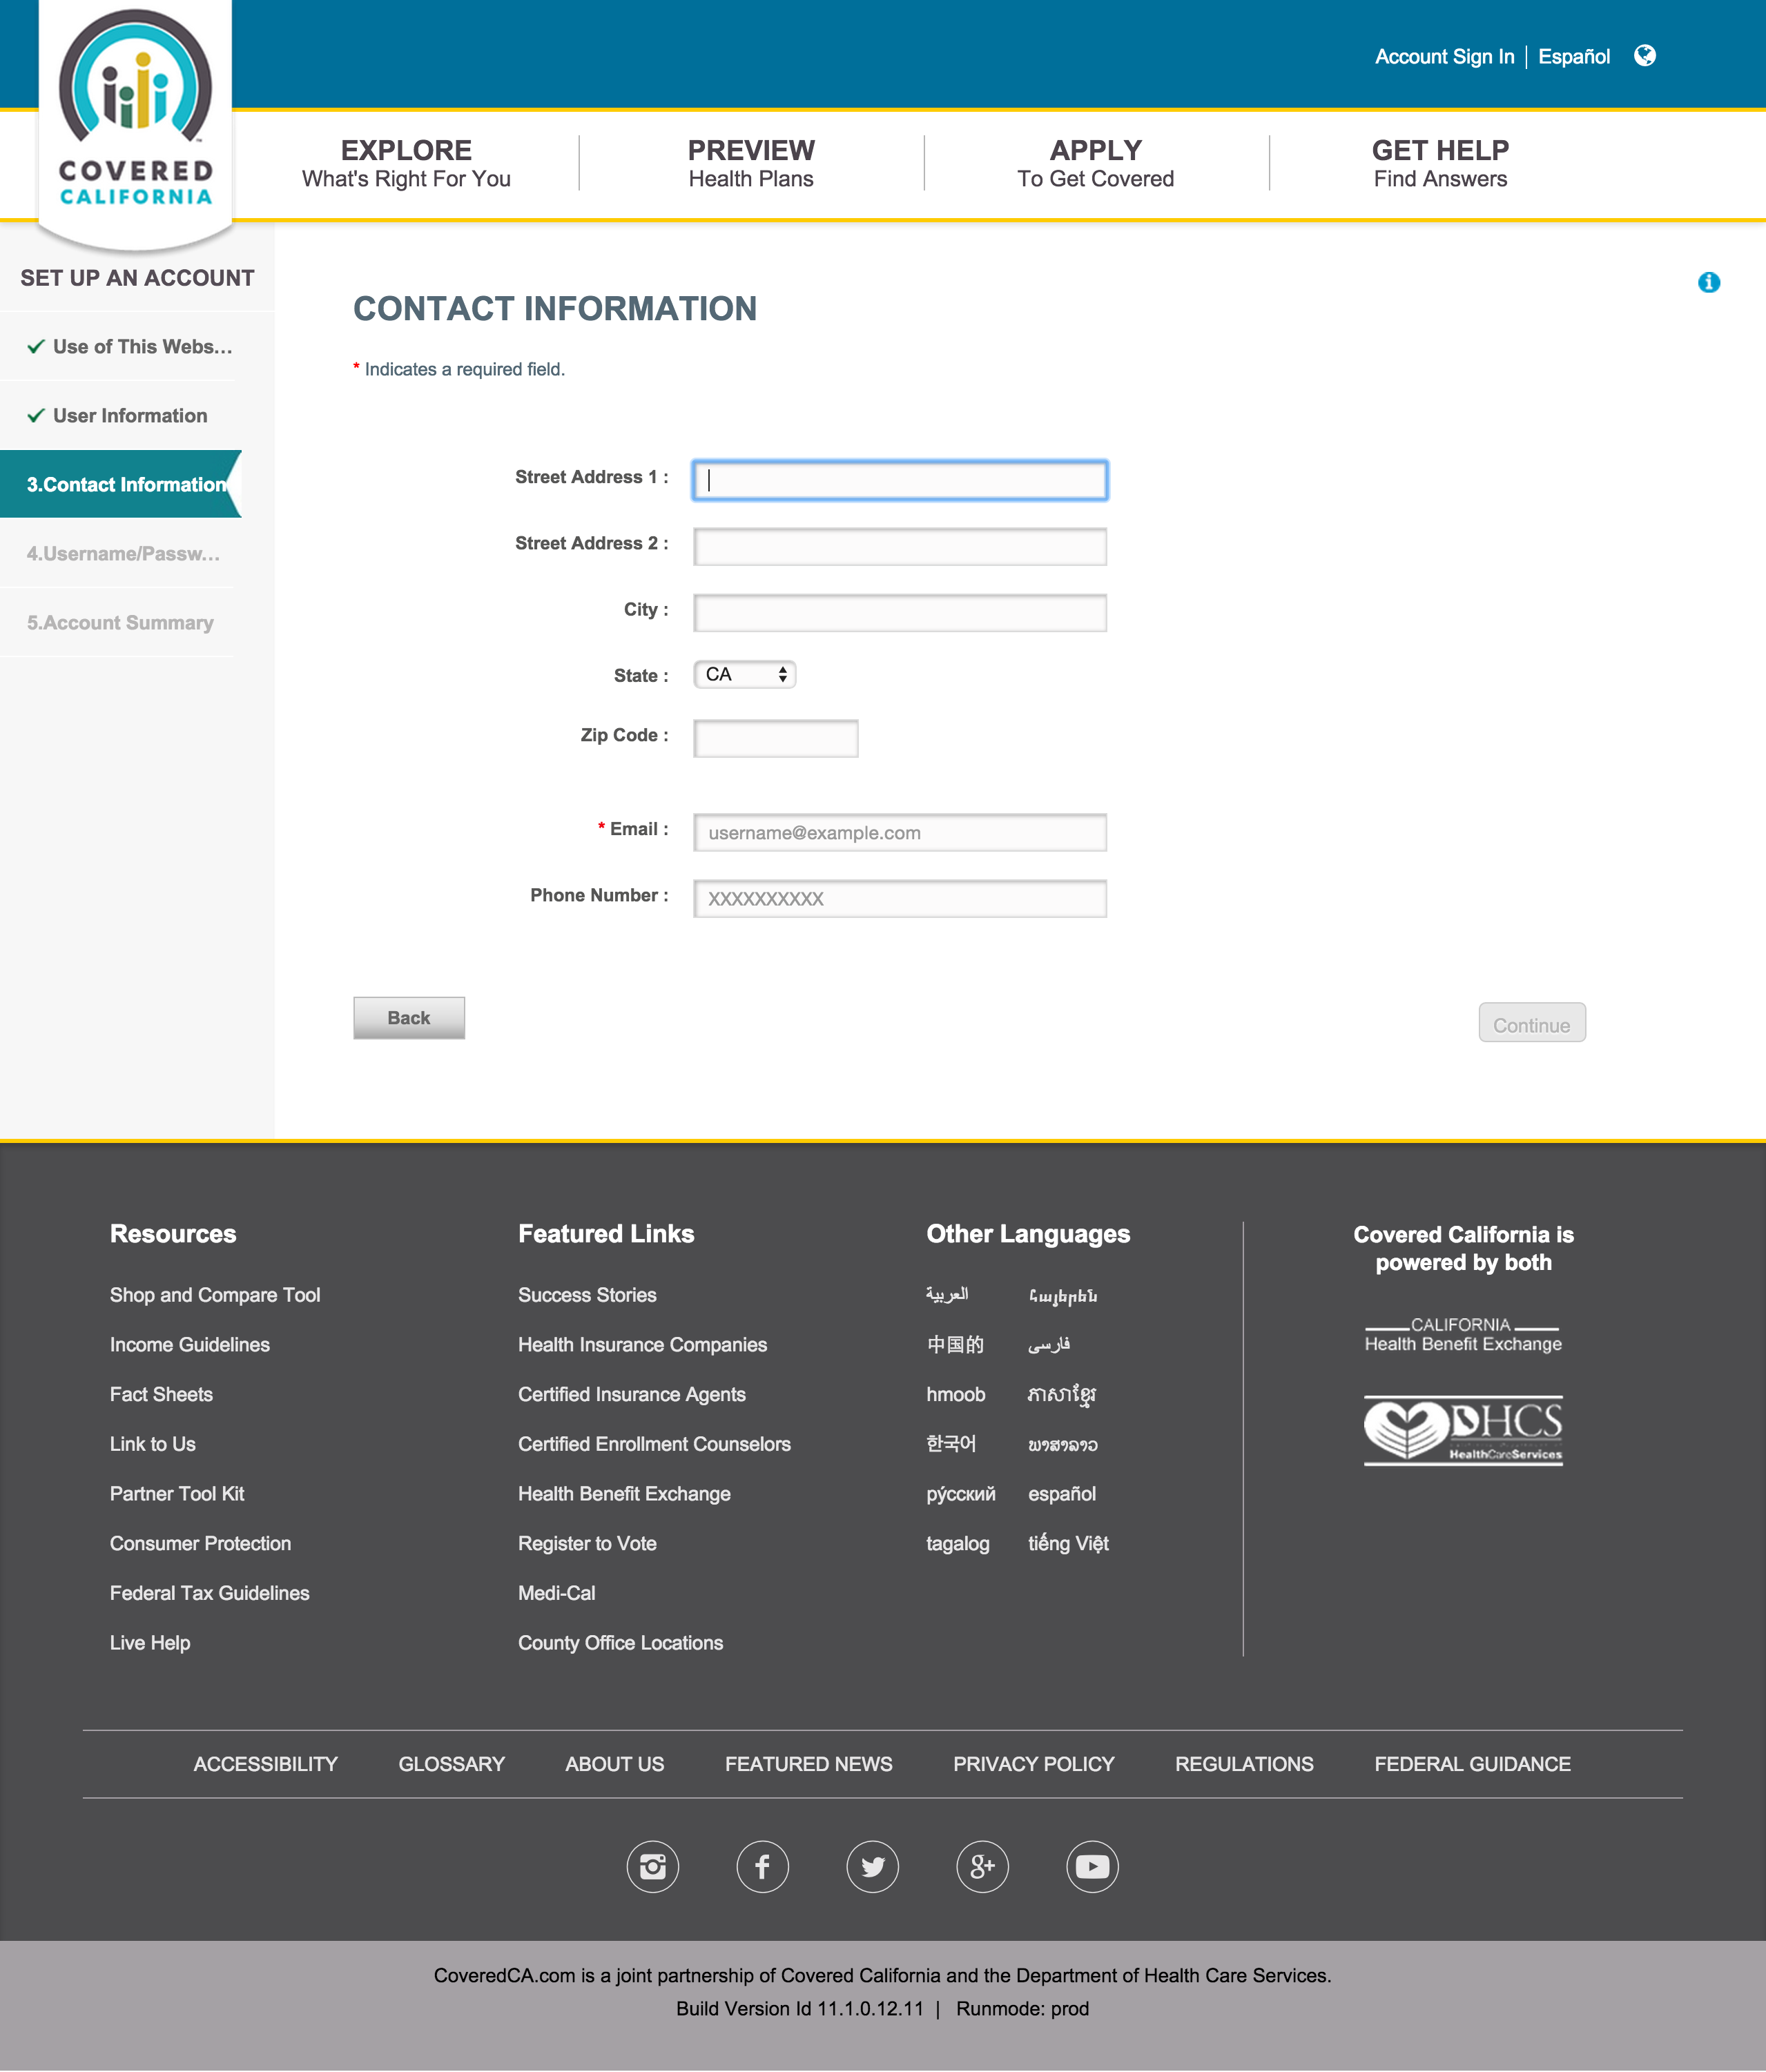 Account Sign In | Español
COVERED
CALIFORNIA
™
EXPLORE
What's Right For You
PREVIEW
Health Plans
APPLY
To Get Covered
GET HELP
Find Answers
SET UP AN ACCOUNT
Use of This Webs...
User Information
3.Contact Information
4.Username/Passw...
5.Account Summary
CONTACT INFORMATION
* Indicates a required field.
Street Address 1 :
Street Address 2 :
City :
State : CA
Zip Code :
* Email : username@example.com
Phone Number : XXXXXXXXXX
Back
Continue
Resources
Shop and Compare Tool
Income Guidelines
Fact Sheets
Link to Us
Partner Tool Kit
Consumer Protection
Federal Tax Guidelines
Live Help
Featured Links
Success Stories
Health Insurance Companies
Certified Insurance Agents
Certified Enrollment Counselors
Health Benefit Exchange
Register to Vote
Medi-Cal
County Office Locations
Other Languages
العربية Հայերեն
中国的 فارسی
hmoob ភាសាខ្មែរ
한국어 ພາສາລາວ
ру́сский español
tagalog tiếng Việt
Covered California is
powered by both
CALIFORNIA
Health Benefit Exchange
DHCS
HealthCareServices
ACCESSIBILITY GLOSSARY ABOUT US FEATURED NEWS PRIVACY POLICY REGULATIONS FEDERAL GUIDANCE
f g+
CoveredCA.com is a joint partnership of Covered California and the Department of Health Care Services.
Build Version Id 11.1.0.12.11 | Runmode: prod